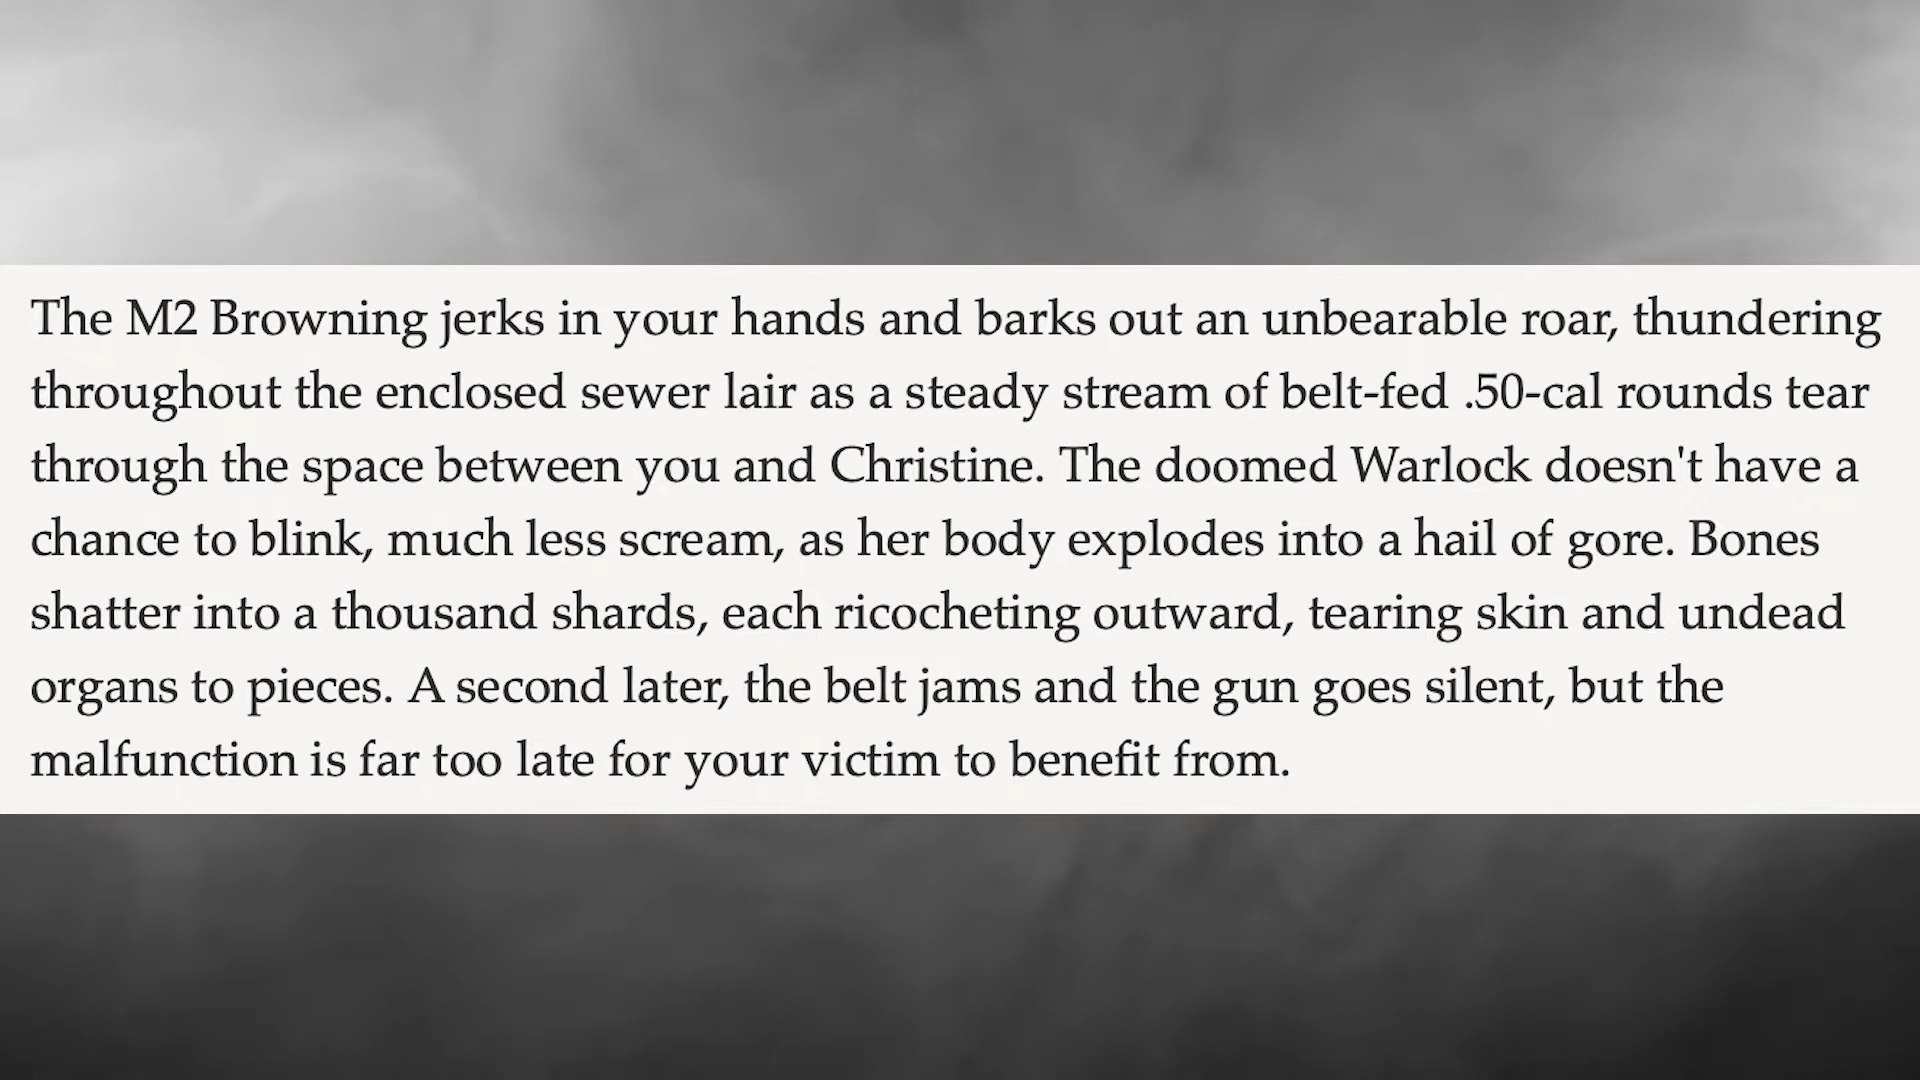 The M2 Browning jerks in your hands and barks out an unbearable roar, thundering
throughout the enclosed sewer lair as a steady stream of belt-fed .50-cal rounds tear
through the space between you and Christine. The doomed Warlock doesn't have a
chance to blink, much less scream, as her body explodes into a hail of gore. Bones
shatter into a thousand shards, each ricocheting outward, tearing skin and undead
organs to pieces. A second later, the belt jams and the gun goes silent, but the
malfunction is far too late for your victim to benefit from.